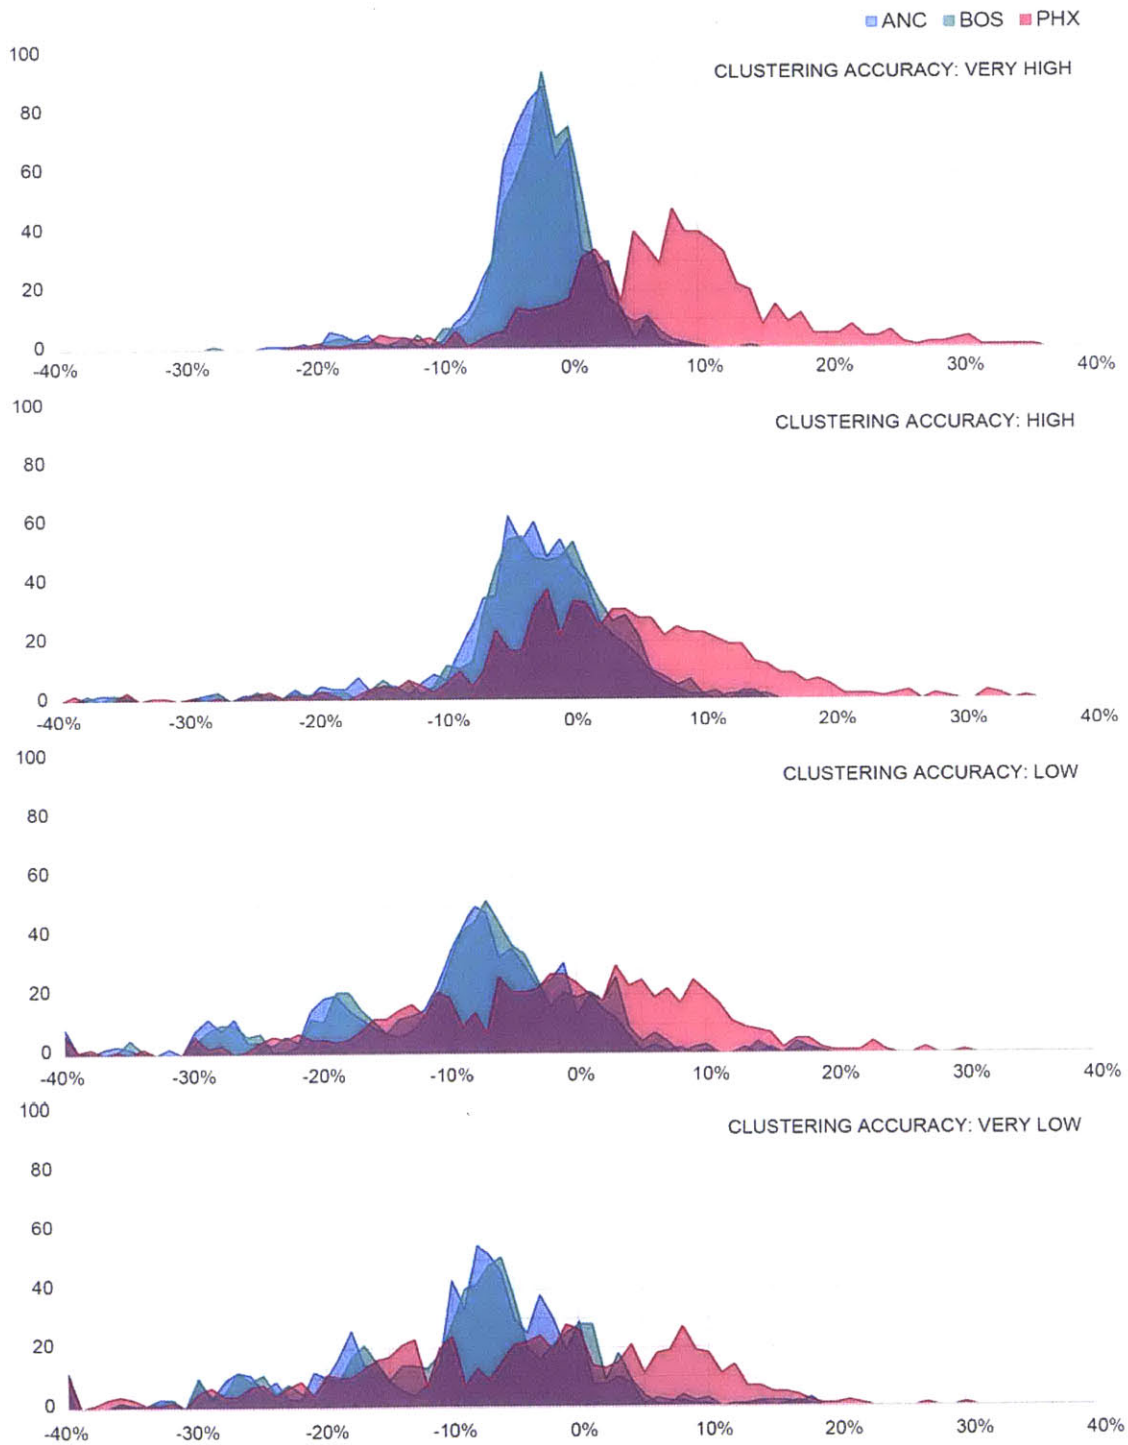 ANC BOS PHX
CLUSTERING ACCURACY: VERY HIGH
100
80
60
40
20
0
-40% -30% -20% -10% 0% 10% 20% 30% 40%
CLUSTERING ACCURACY: HIGH
100
80
60
40
20
0
-40% -30% -20% -10% 0% 10% 20% 30% 40%
CLUSTERING ACCURACY: LOW
100
80
60
40
20
0
-40% -30% -20% -10% 0% 10% 20% 30% 40%
CLUSTERING ACCURACY: VERY LOW
100
80
60
40
20
0
-40% -30% -20% -10% 0% 10% 20% 30% 40%